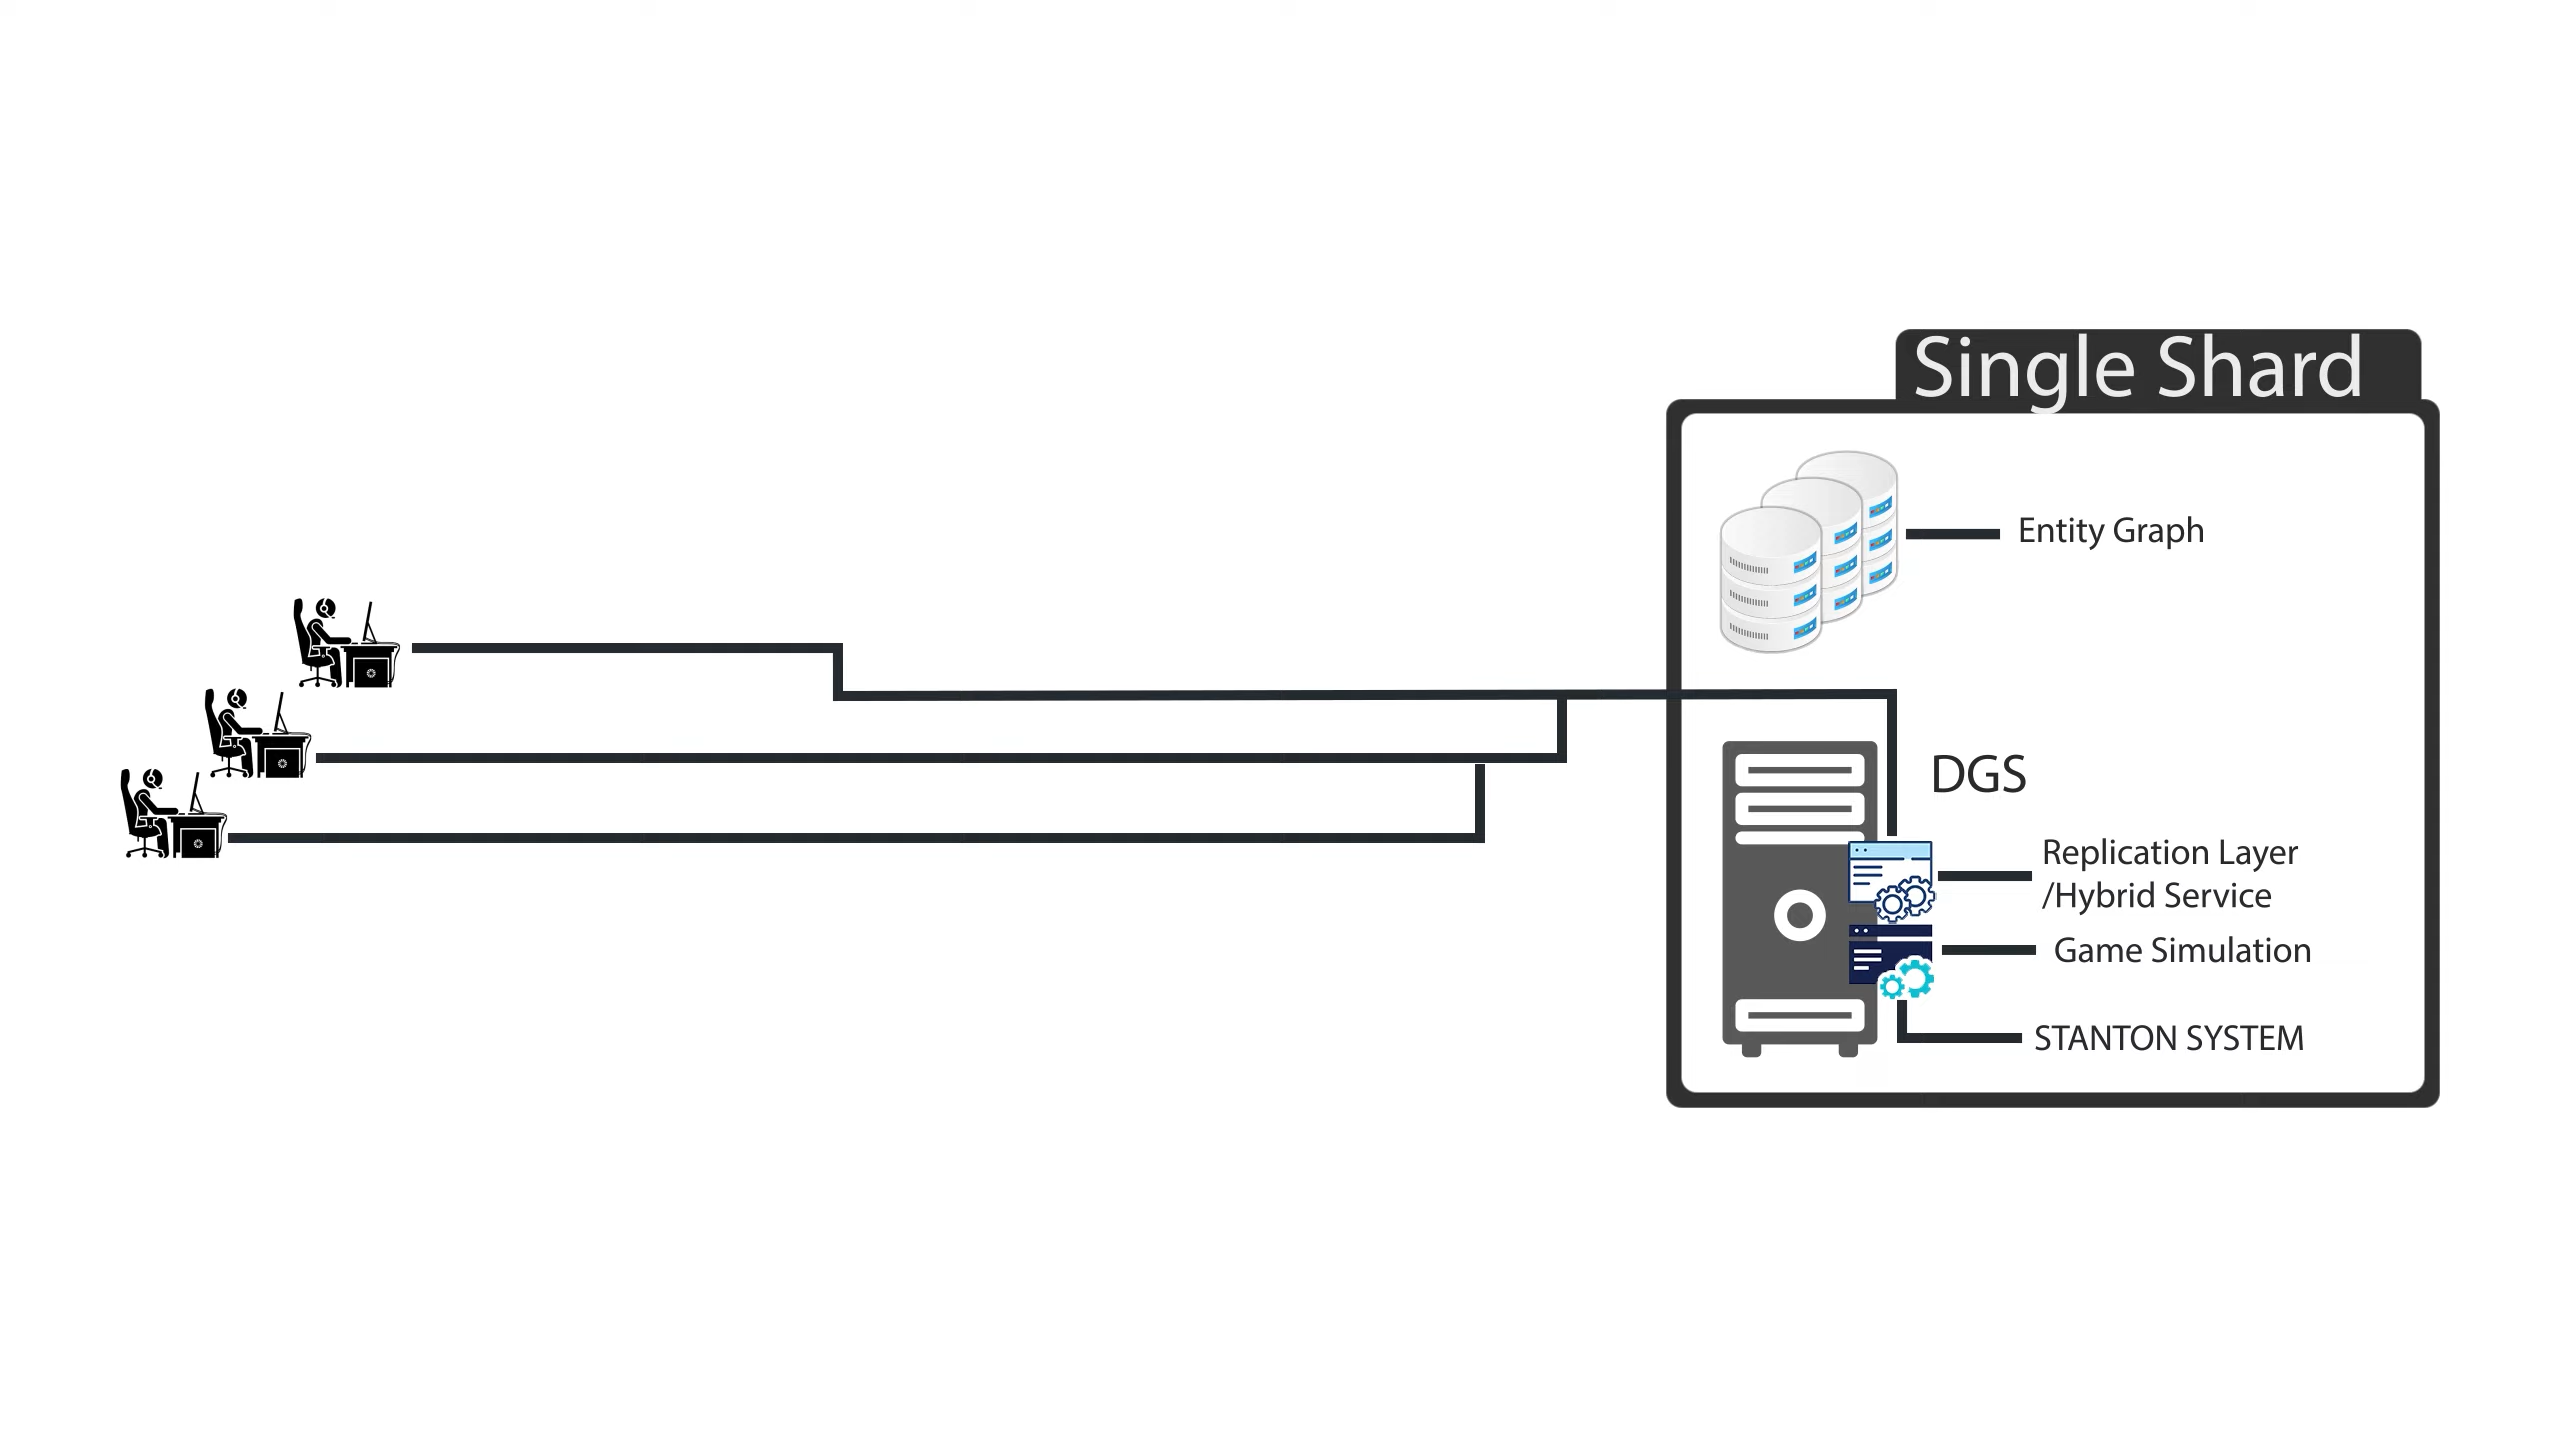 Single Shard
Entity Graph
DGS
Replication Layer
/Hybrid Service
Game Simulation
STANTON SYSTEM